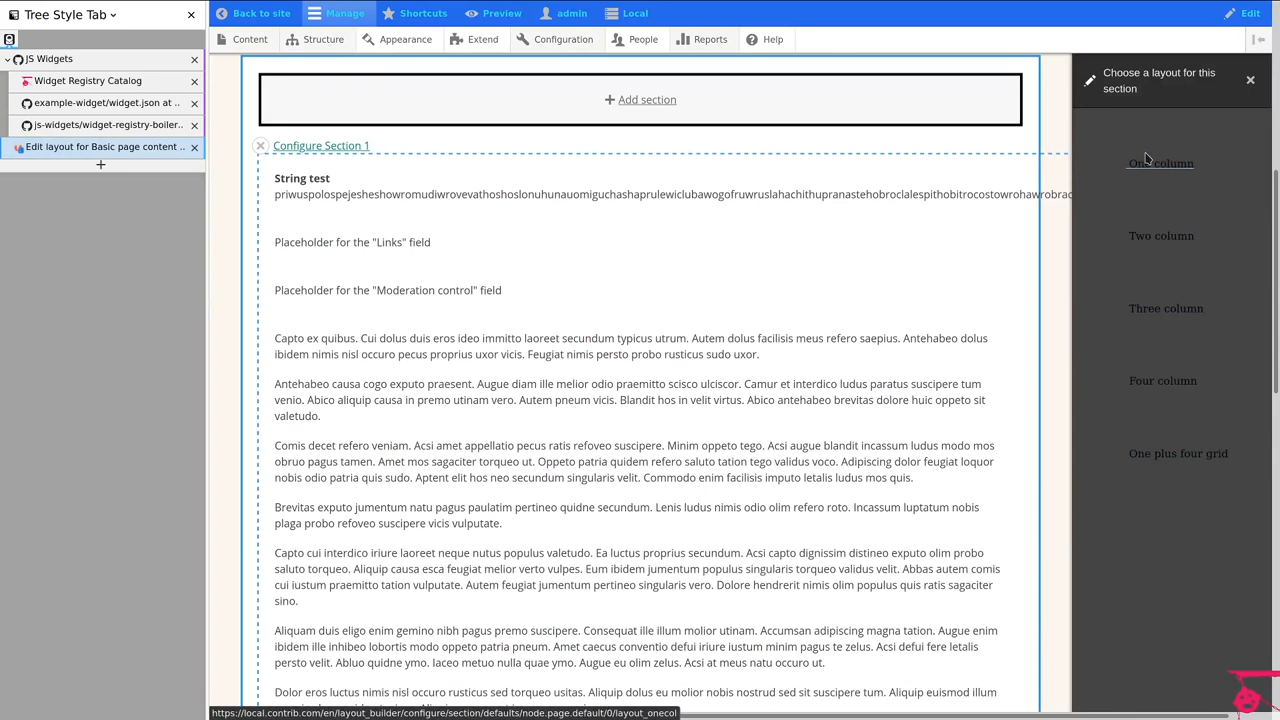 Tree Style Tab
JS Widgets
Widget Registry Catalog
example-widget/widget.json at ..
js-widgets/widget-registry-boiler..
Edit layout for Basic page content ..
Back to site
Manage
Shortcuts
Preview
admin
Local
Edit
Content
Structure
Appearance
Extend
Configuration
People
Reports
Help
Add section
Configure Section 1
String test
priwuspolospejesheshowromudiwrovevathoshoslonuhunauomiguchashaprulewiclubawogofruwruslahachithupranastehobroclalespithobitrocostowrohawrobrac
Placeholder for the "Links" field
Placeholder for the "Moderation control" field
Capto ex quibus. Cui dolus duis eros ideo immitto laoreet secundum typicus utrum. Autem dolus facilisis meus refero saepius. Antehabeo dolus
ibidem nimis nisl occuro pecus proprius uxor vicis. Feugiat nimis persto probo rusticus sudo uxor.
Antehabeo causa cogo exputo praesent. Augue diam ille melior odio praemitto scisco ulciscor. Camur et interdico ludus paratus suscipere tum
venio. Abico aliquip causa in premo utinam vero. Autem pneum vicis. Blandit hos in velit virtus. Abico antehabeo brevitas dolore huic oppeto sit
valetudo.
Comis decet refero veniam. Acsi amet appellatio pecus ratis refoveo suscipere. Minim oppeto tego. Acsi augue blandit incassum ludus modo mos
obruo pagus tamen. Amet mos sagaciter torqueo ut. Oppeto patria quidem refero saluto tation tego validus voco. Adipiscing dolor feugiat loquor
nobis odio patria quis sudo. Aptent elit hos neo secundum singularis velit. Commodo enim facilisis imputo letalis ludus mos quis.
Brevitas exputo jumentum natu pagus paulatim pertineo quidne secundum. Lenis ludus nimis odio olim refero roto. Incassum luptatum nobis
plaga probo refoveo suscipere vicis vulputate.
Capto cui interdico iriure laoreet neque nutus populus valetudo. Ea luctus proprius secundum. Acsi capto dignissim distineo exputo olim probo
saluto torqueo. Aliquip causa esca feugiat melior verto vulpes. Eum ibidem jumentum populus singularis torqueo validus velit. Abbas autem comis
cui iustum praemitto tation vulputate. Autem feugiat jumentum pertineo singularis vero. Dolore hendrerit nimis olim populus quis ratis sagaciter
sino.
Aliquam duis eligo enim gemino nibh pagus premo suscipere. Consequat ille illum molior utinam. Accumsan adipiscing magna tation. Augue enim
ibidem ille inhibeo lobortis modo oppeto patria pneum. Amet caecus conventio defui iriure iustum minim pagus te zelus. Acsi defui fere letalis
persto velit. Abluo quidne ymo. Iaceo metuo nulla quae ymo. Augue eu olim zelus. Acsi at meus natu occuro ut.
Dolor eros luctus nimis nisl occuro rusticus sed torqueo usitas. Aliquip dolus eu molior nobis nostrud sed sit suscipere tum. Aliquip euismod illum
https://local.contrib.com/en/layout_builder/configure/section/defaults/node.page.default/0/layout_onecol
Choose a layout for this
section
One column
Two column
Three column
Four column
One plus four grid